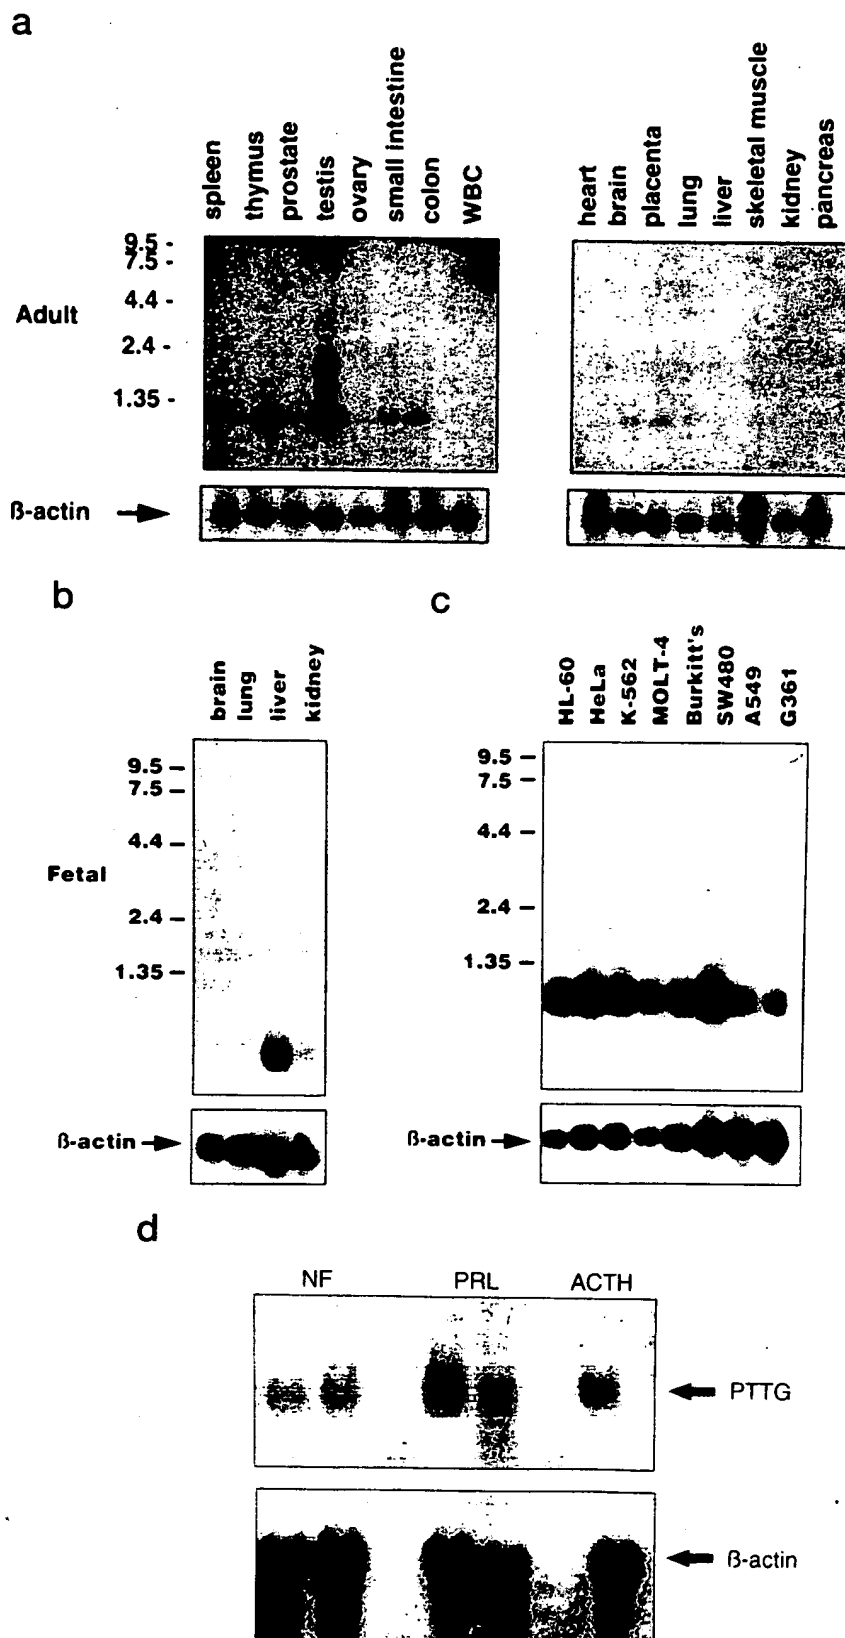 a
spleen
thymus
prostate
testis
ovary
small intestine
colon
WBC
heart
brain
placenta
lung
liver
skeletal muscle
kidney
pancreas
Adult
9.5 -
7.5 -
4.4 -
2.4 -
1.35 -
ß-actin
b
brain
lung
liver
kidney
Fetal
9.5 –
7.5 –
4.4 –
2.4 –
1.35 –
ß-actin
c
HL-60
HeLa
K-562
MOLT-4
Burkitt's
SW480
A549
G361
9.5 –
7.5 –
4.4 –
2.4 –
1.35 –
ß-actin
d
NF PRL ACTH
PTTG
ß-actin